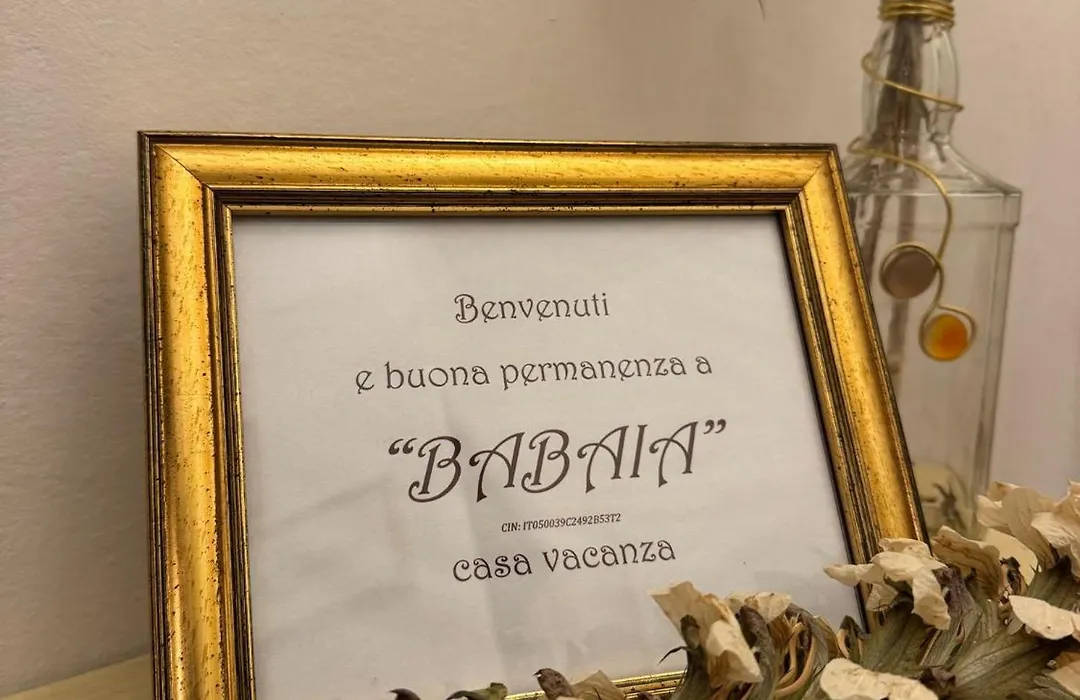 Benvenuti
e buona permanenza a
“BABAIA”
CIN: IT050039C2492B53T2
casa vacanza